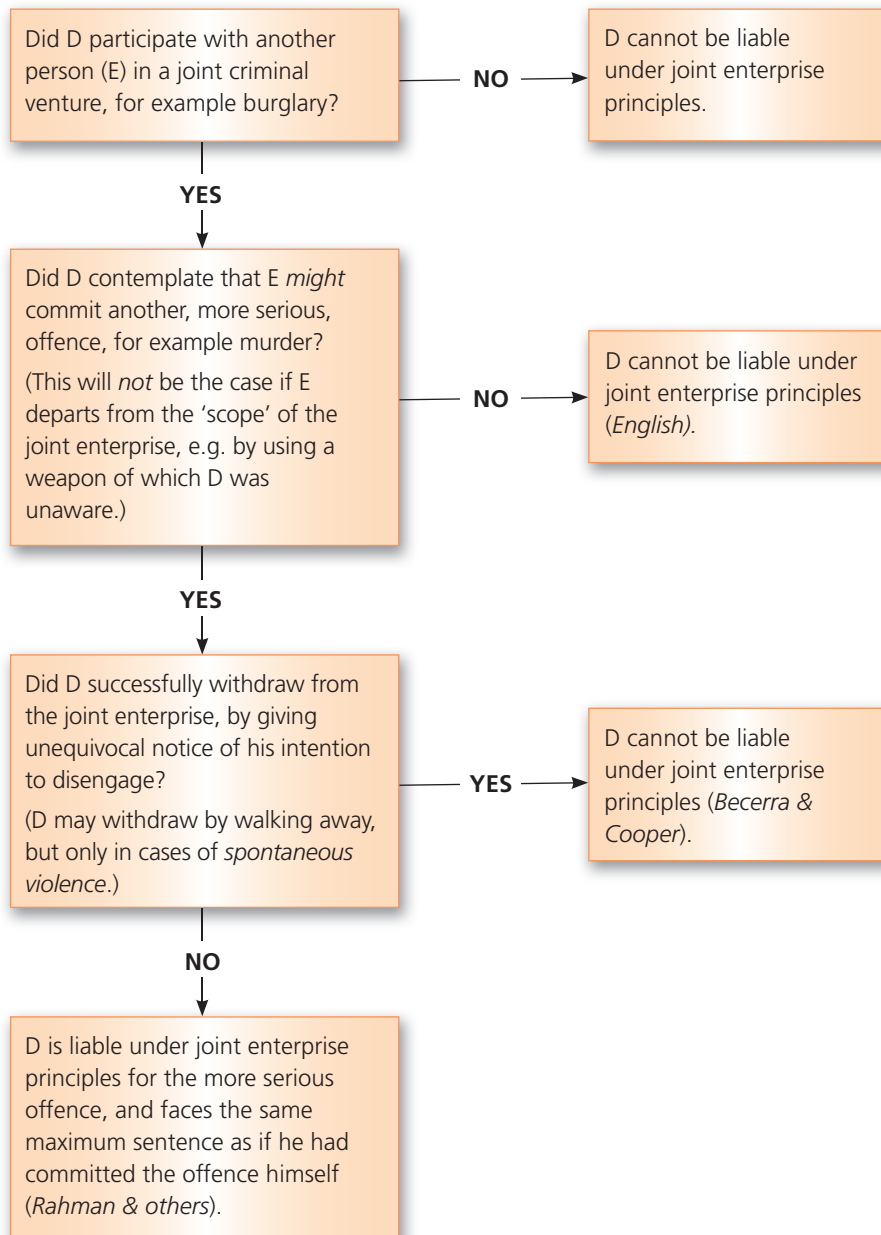 Did D participate with another
person (E) in a joint criminal
venture, for example burglary?
NO
D cannot be liable
under joint enterprise
principles.
YES
Did D contemplate that E might
commit another, more serious,
offence, for example murder?
(This will not be the case if E
departs from the ‘scope’ of the
joint enterprise, e.g. by using a
weapon of which D was
unaware.)
NO
D cannot be liable under
joint enterprise principles
(English).
YES
Did D successfully withdraw from
the joint enterprise, by giving
unequivocal notice of his intention
to disengage?
(D may withdraw by walking away,
but only in cases of spontaneous
violence.)
YES
D cannot be liable
under joint enterprise
principles (Becerra &
Cooper).
NO
D is liable under joint enterprise
principles for the more serious
offence, and faces the same
maximum sentence as if he had
committed the offence himself
(Rahman & others).